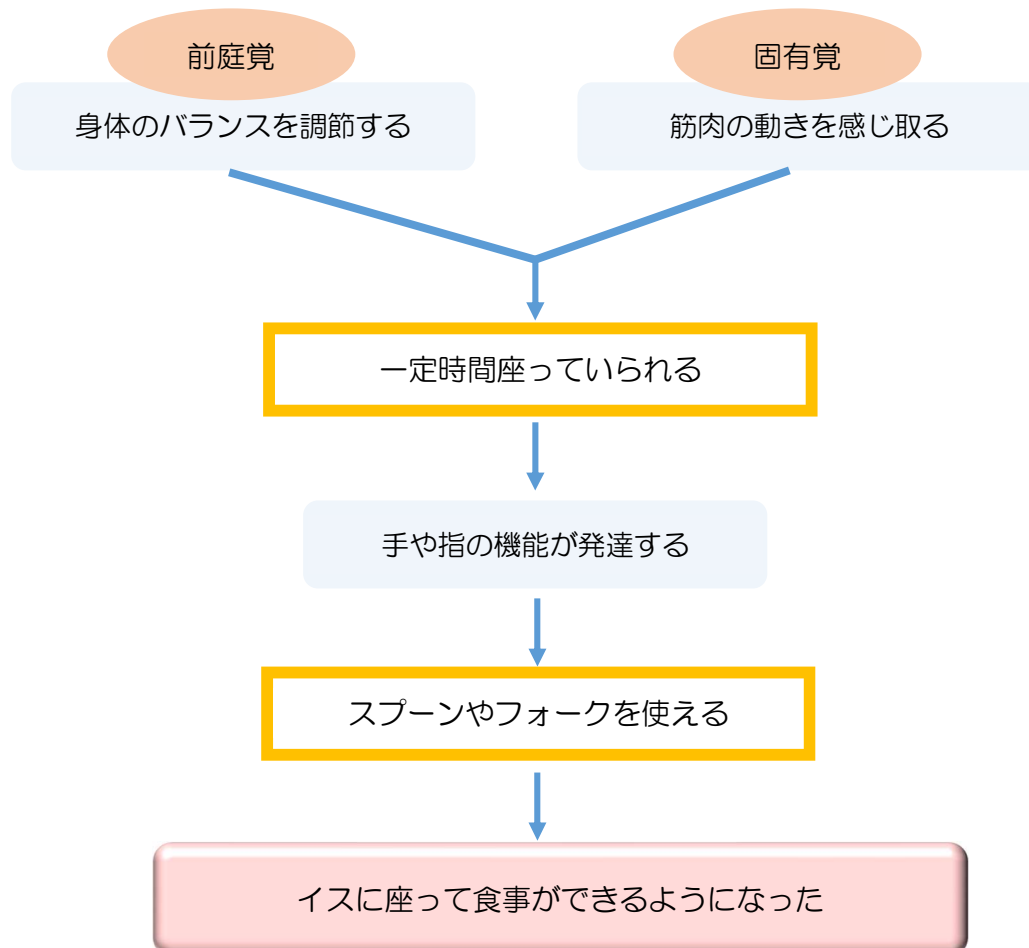 前庭覚
身体のバランスを調節する
固有覚
筋肉の動きを感じ取る
一定時間座っていられる
手や指の機能が発達する
スプーンやフォークを使える
イスに座って食事ができるようになった